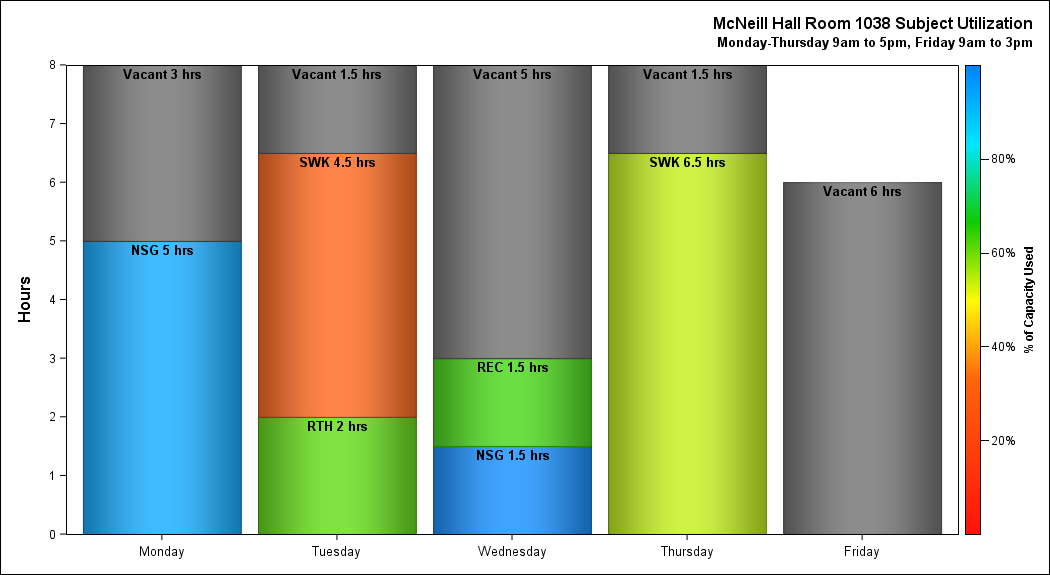 McNeill Hall Room 1038 Subject Utilization
Monday-Thursday 9am to 5pm, Friday 9am to 3pm
Hours
8
7
6
5
4
3
2
1
0
Vacant 3 hrs
NSG 5 hrs
Vacant 1.5 hrs
SWK 4.5 hrs
RTH 2 hrs
Vacant 5 hrs
REC 1.5 hrs
NSG 1.5 hrs
Vacant 1.5 hrs
SWK 6.5 hrs
Vacant 6 hrs
Monday
Tuesday
Wednesday
Thursday
Friday
80%
60%
40%
20%
% of Capacity Used